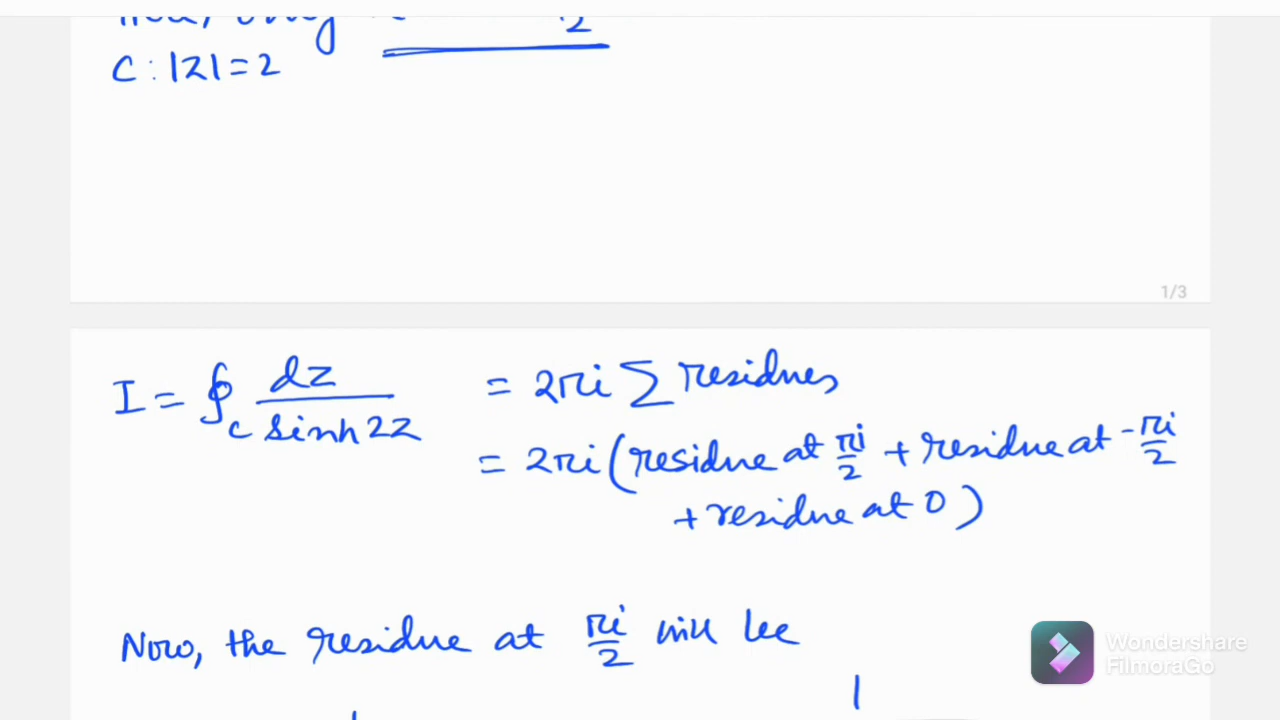 C : |z| = 2
1/3
I = ∮_C dz / sinh 2z = 2πi ∑ residues
= 2πi (residue at πi/2 + residue at -πi/2
+ residue at 0)
Now, the residue at πi/2 will be
Wondershare
FilmoraGo